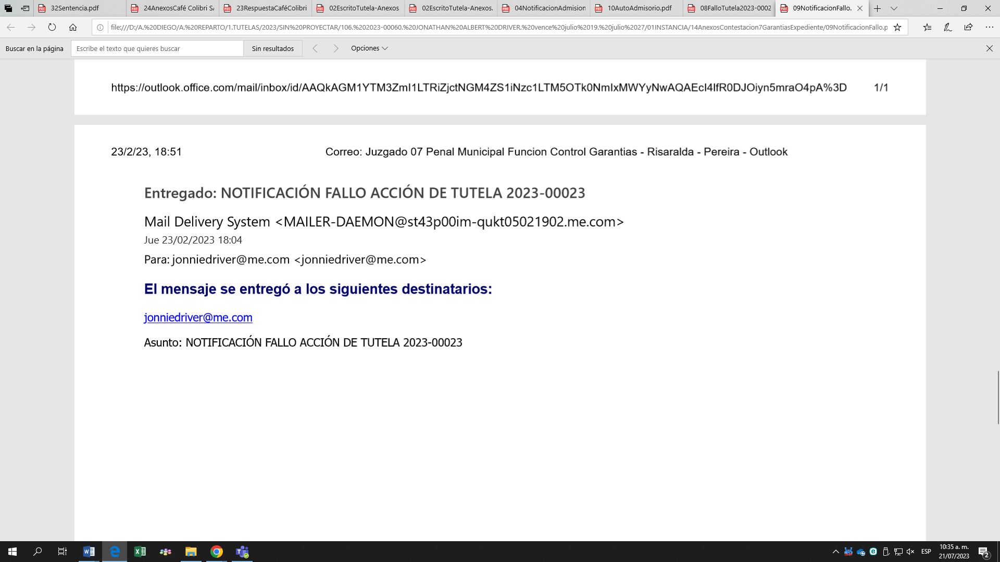 32Sentencia.pdf
24AnexosCafé Colibri SA
23RespuestaCaféColibri
02EscritoTutela-Anexos.
02EscritoTutela-Anexos.
04NotificacionAdmision
10AutoAdmisorio.pdf
08FalloTutela2023-0002
09NotificacionFallo.
file:///D:/A.%20DIEGO/A.%20REPARTO/1.TUTELAS/2023/SIN%20PROYECTAR/106.%202023-00060.%20JONATHAN%20ALBERT%20DRIVER.%20vence%20julio%2019.%20julio%2027/01INSTANCIA/14AnexosContestacion7GarantiasExpediente/09NotificacionFallo.p
Buscar en la página
Escribe el texto que quieres buscar
Sin resultados
Opciones
https://outlook.office.com/mail/inbox/id/AAQkAGM1YTM3ZmI1LTRiZjctNGM4ZS1iNzc1LTM5OTk0NmIxMWYyNwAQAEcI4IfR0DJOiyn5mraO4pA%3D 1/1
23/2/23, 18:51 Correo: Juzgado 07 Penal Municipal Funcion Control Garantias - Risaralda - Pereira - Outlook
Entregado: NOTIFICACIÓN FALLO ACCIÓN DE TUTELA 2023-00023
Mail Delivery System <MAILER-DAEMON@st43p00im-qukt05021902.me.com>
Jue 23/02/2023 18:04
Para: jonniedriver@me.com <jonniedriver@me.com>
El mensaje se entregó a los siguientes destinatarios:
jonniedriver@me.com
Asunto: NOTIFICACIÓN FALLO ACCIÓN DE TUTELA 2023-00023
ESP
10:35 a. m.
21/07/2023
2